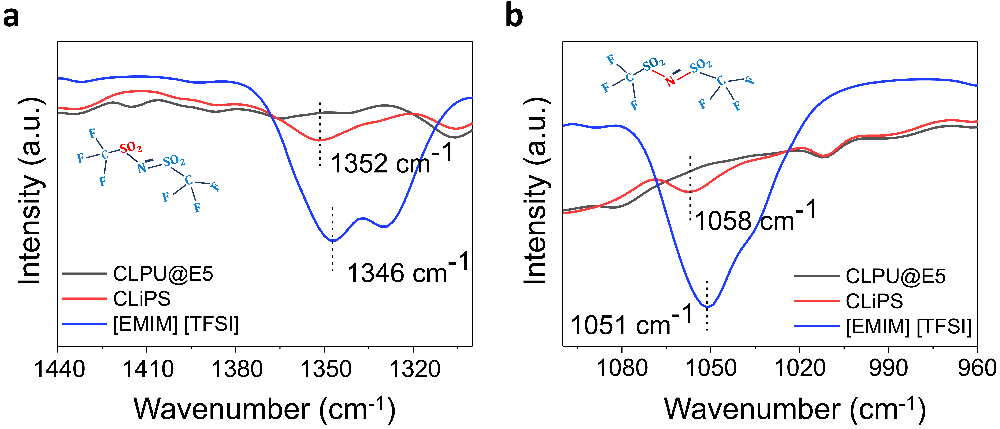 a
Intensity (a.u.)
F
F
F
C
SO₂
N
SO₂
C
F
F
F
1352 cm⁻¹
1346 cm⁻¹
CLPU@E5
CLiPS
[EMIM] [TFSI]
1440 1410 1380 1350 1320
Wavenumber (cm⁻¹)
b
Intensity (a.u.)
F
F
F
C
SO₂
N
SO₂
C
F
F
F
1058 cm⁻¹
1051 cm⁻¹
CLPU@E5
CLiPS
[EMIM] [TFSI]
1080 1050 1020 990 960
Wavenumber (cm⁻¹)